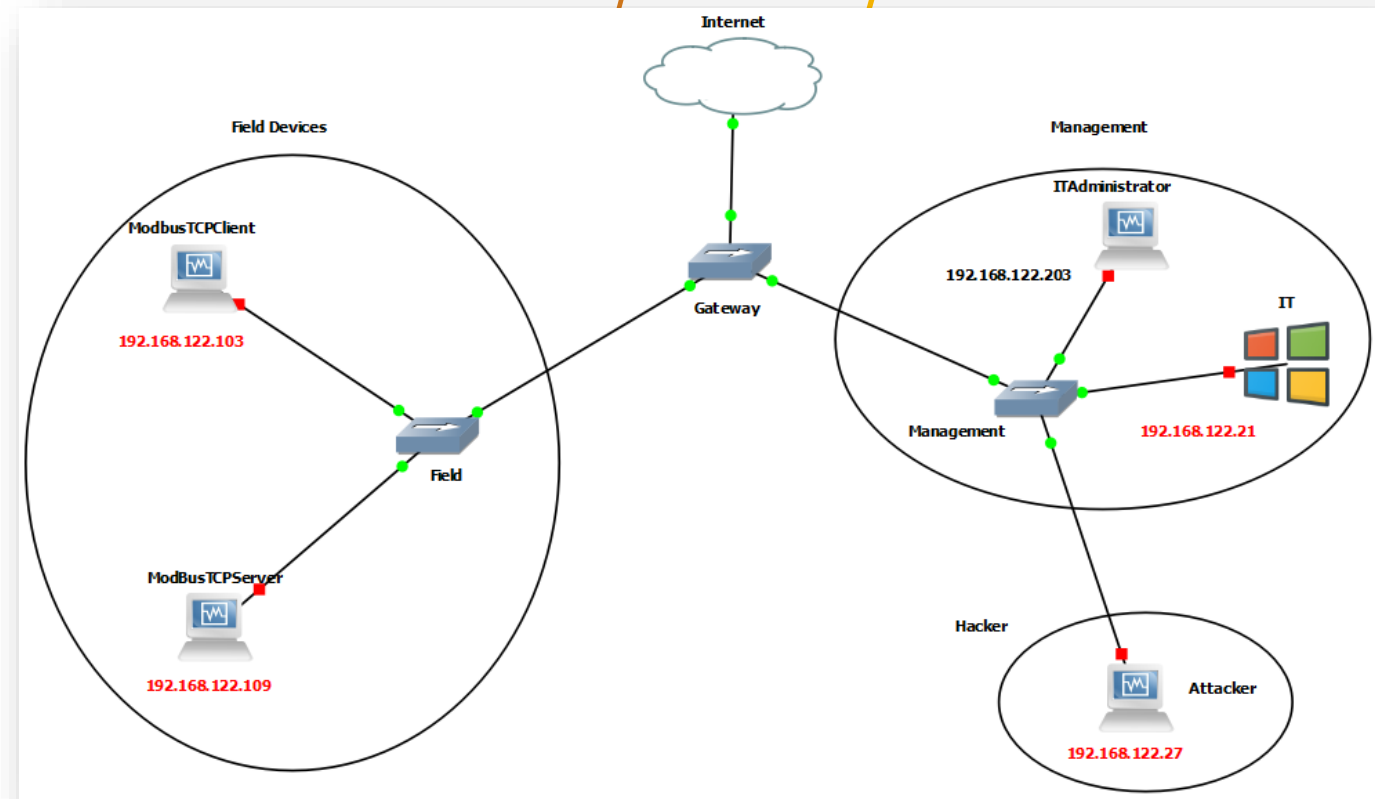 Internet
Field Devices
Management
ITAdministrator
ModbusTCPClient
192.168.122.203
IT
Gateway
192.168.122.103
Management
192.168.122.21
Field
ModBusTCPServer
Hacker
192.168.122.109
Attacker
192.168.122.27